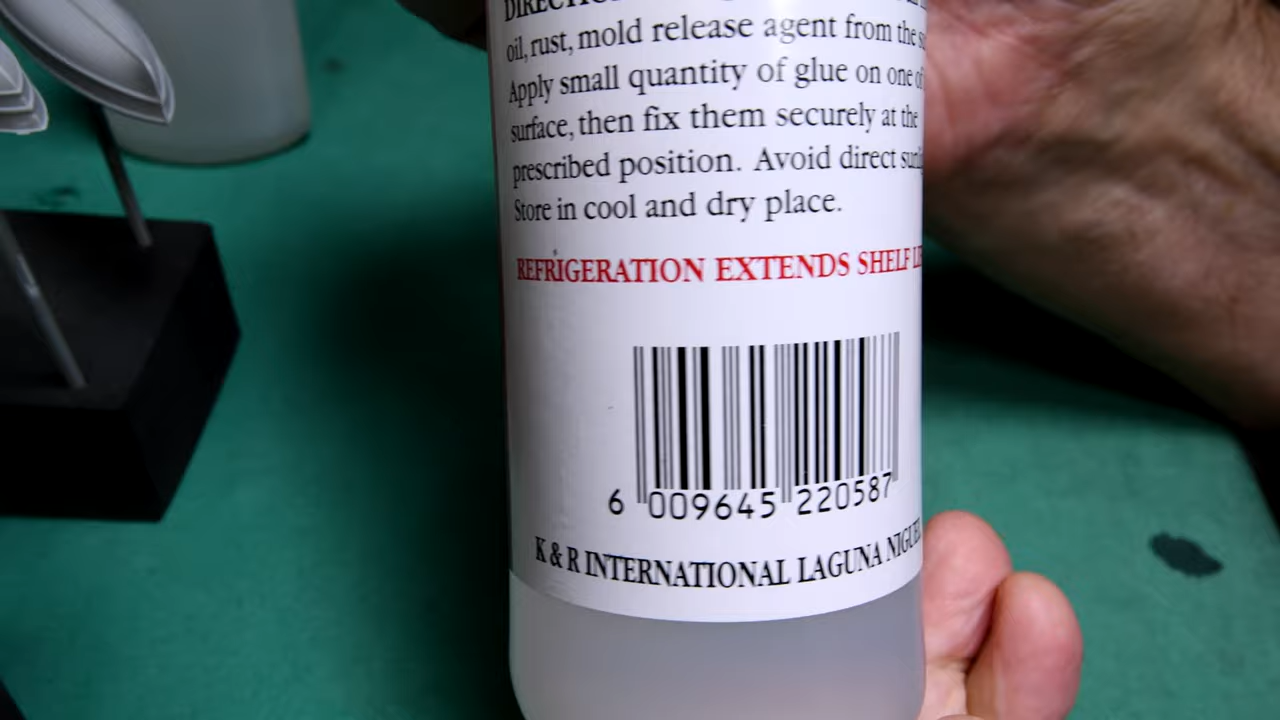 oil, rust, mold release agent from the
Apply small quantity of glue on one
surface, then fix them securely at the
prescribed position. Avoid direct
Store in cool and dry place.
REFRIGERATION EXTENDS SHELF
6 009645 220587
K & R INTERNATIONAL LAGUNA NIGUEL